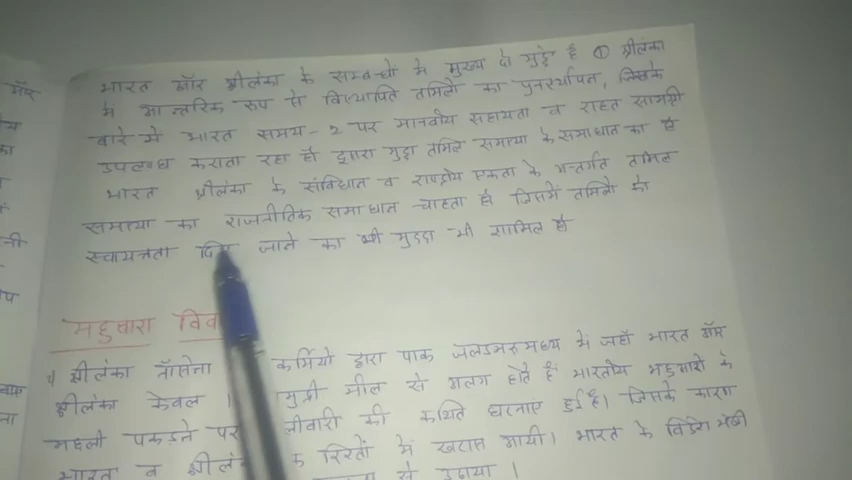 भारत और श्रीलंका के सम्बन्धों में मुख्य दो मुद्दे है ① श्रीलंका
में आन्तरिक रूप से विस्थापित तमिलों का पुनर्स्थापन, जिसके
बारे में भारत समय-2 पर मानवीय सहायता व राहत सामग्री
उपलब्ध कराता रहा है दूसरा मुद्दा तमिल समस्या के समाधान का है
भारत श्रीलंका के संविधान व राष्ट्रीय एकता के अन्तर्गत तमिल
समस्या का राजनीतिक समाधान चाहता है जिसमें तमिलों को
स्वायत्तता दिए जाने का भी मुद्दा भी शामिल है
मछुवारा
श्रीलंका नौसेना कर्मियों द्वारा पाक जलडमरूमध्य में जहाँ भारत और
श्रीलंका केवल मील से अलग होते हैं भारतीय मछुवारों के
मछली पकड़ने पर की कथित घटनाएं हुई है। जिसके कारण
भारत व रिश्तों में खटास आयी। भारत के विदेश मंत्री
से उठाया।
और
का
नी